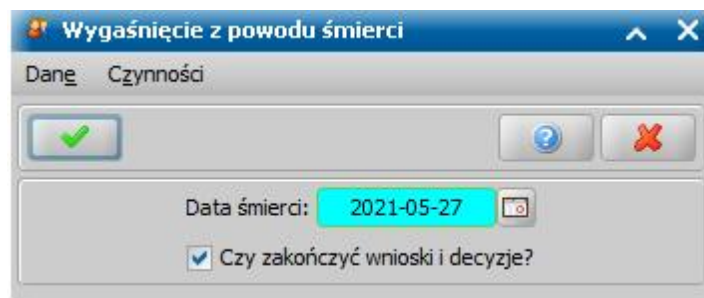 Wygaśnięcie z powodu śmierci
Dane Czynności
Data śmierci: 2021-05-27
Czy zakończyć wnioski i decyzje?